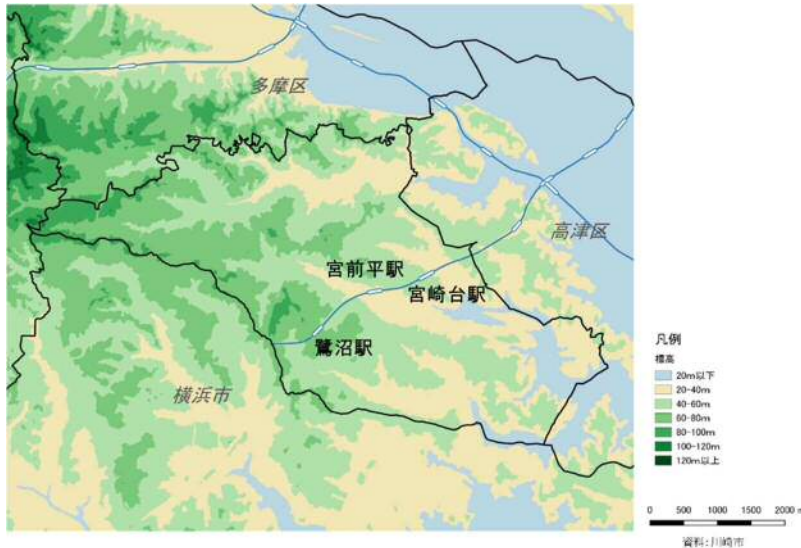 多摩区
高津区
宮前平駅
宮崎台駅
鷺沼駅
横浜市
凡例
標高
20m以下
20-40m
40-60m
60-80m
80-100m
100-120m
120m以上
0 500 1000 1500 2000 m
資料:川崎市